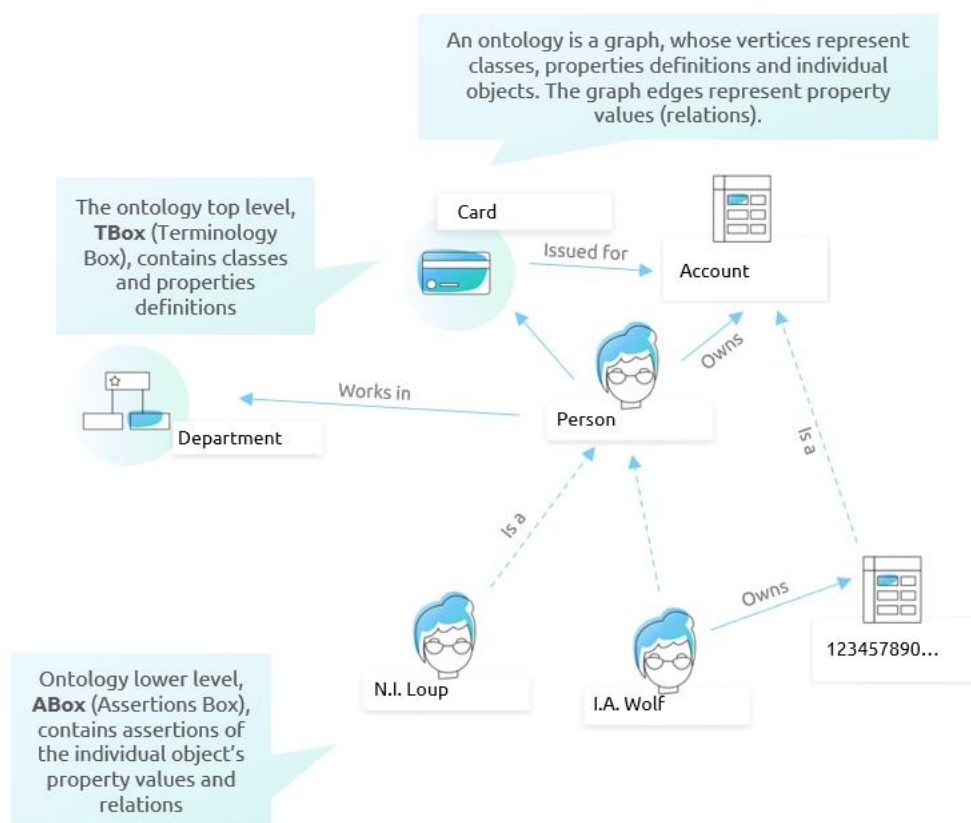 An ontology is a graph, whose vertices represent
classes, properties definitions and individual
objects. The graph edges represent property
values (relations).
The ontology top level,
TBox (Terminology
Box), contains classes
and properties
definitions
Card
Issued for
Account
Owns
Works in
Person
Department
Is a
Is a
Owns
123457890...
N.I. Loup
I.A. Wolf
Ontology lower level,
ABox (Assertions Box),
contains assertions of
the individual object's
property values and
relations